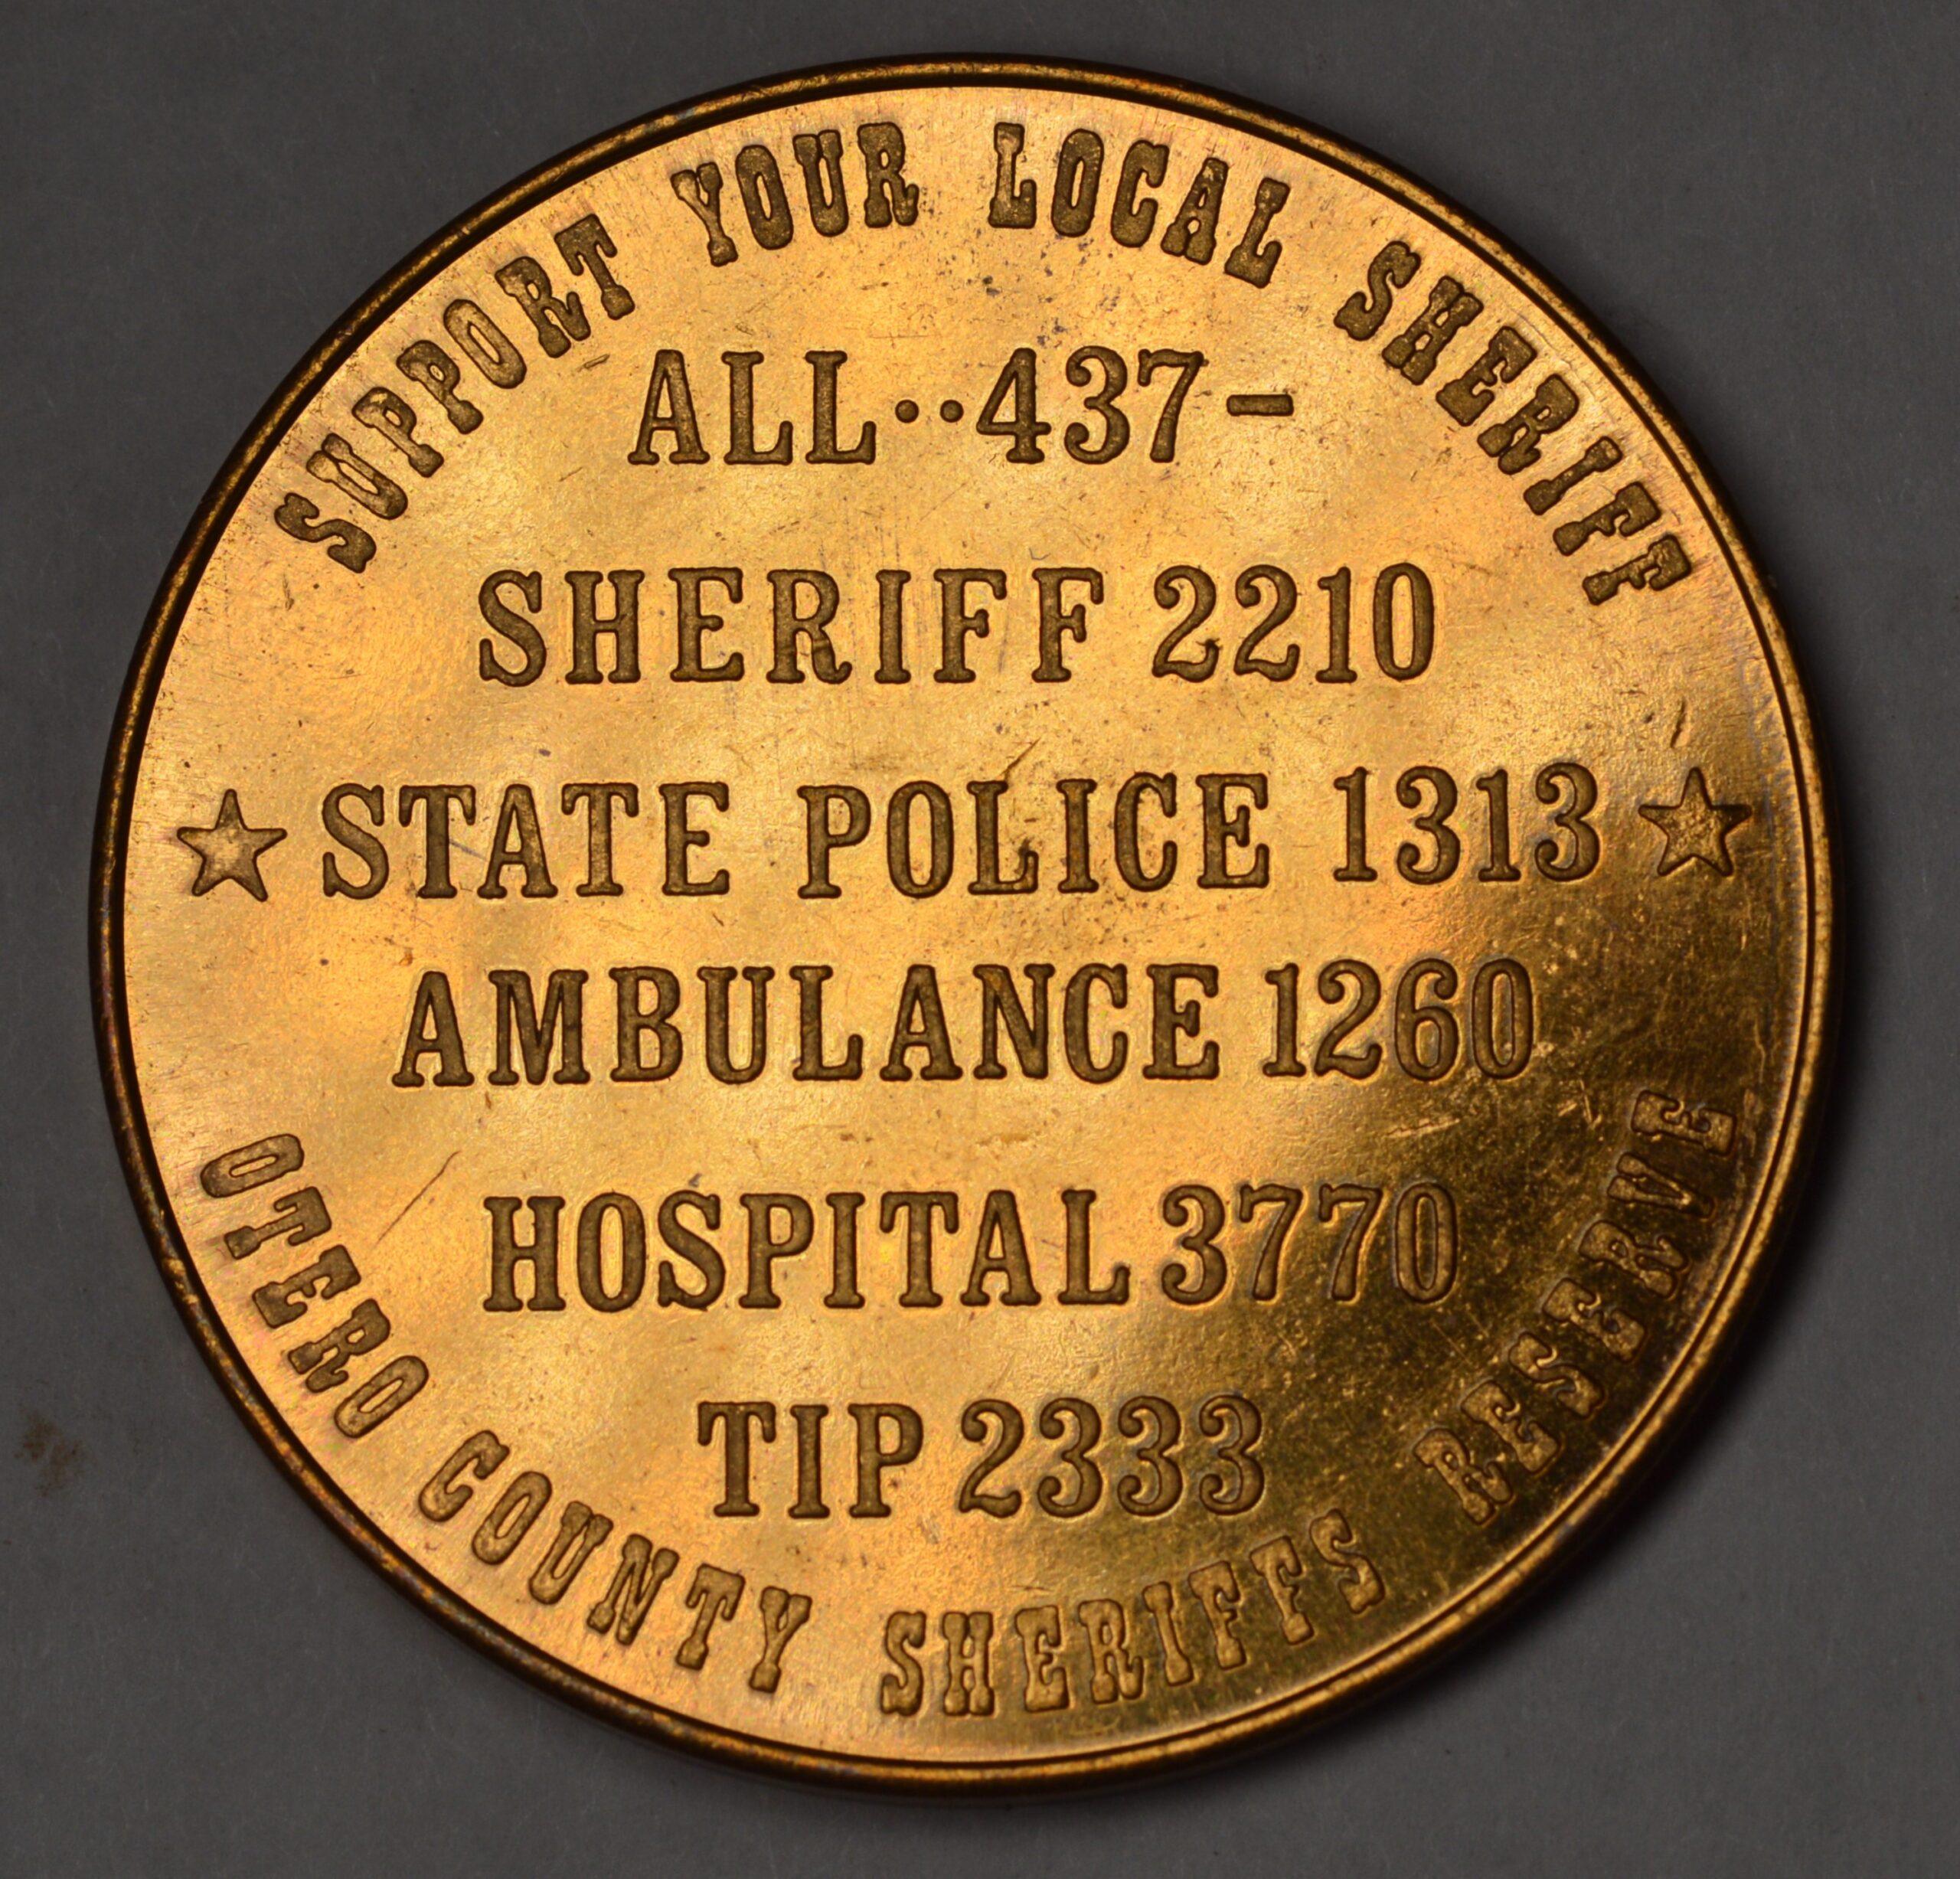 SUPPORT YOUR LOCAL SHERIFF
ALL··437-
SHERIFF 2210
STATE POLICE 1313
AMBULANCE 1260
HOSPITAL 3770
TIP 2333
OTERO COUNTY SHERIFFS RESERVE